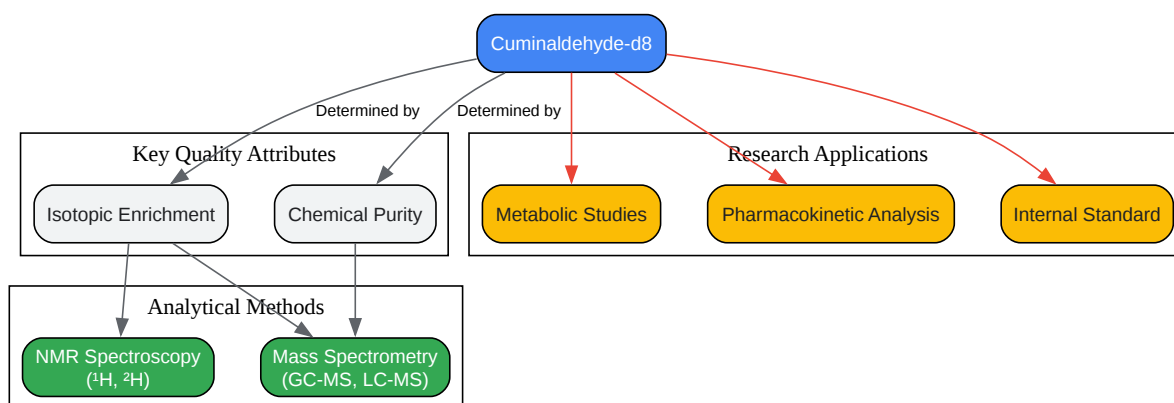 Cuminaldehyde-d8
Determined by
Determined by
Key Quality Attributes
Research Applications
Isotopic Enrichment
Chemical Purity
Metabolic Studies
Pharmacokinetic Analysis
Internal Standard
Analytical Methods
NMR Spectroscopy
(¹H, ²H)
Mass Spectrometry
(GC-MS, LC-MS)